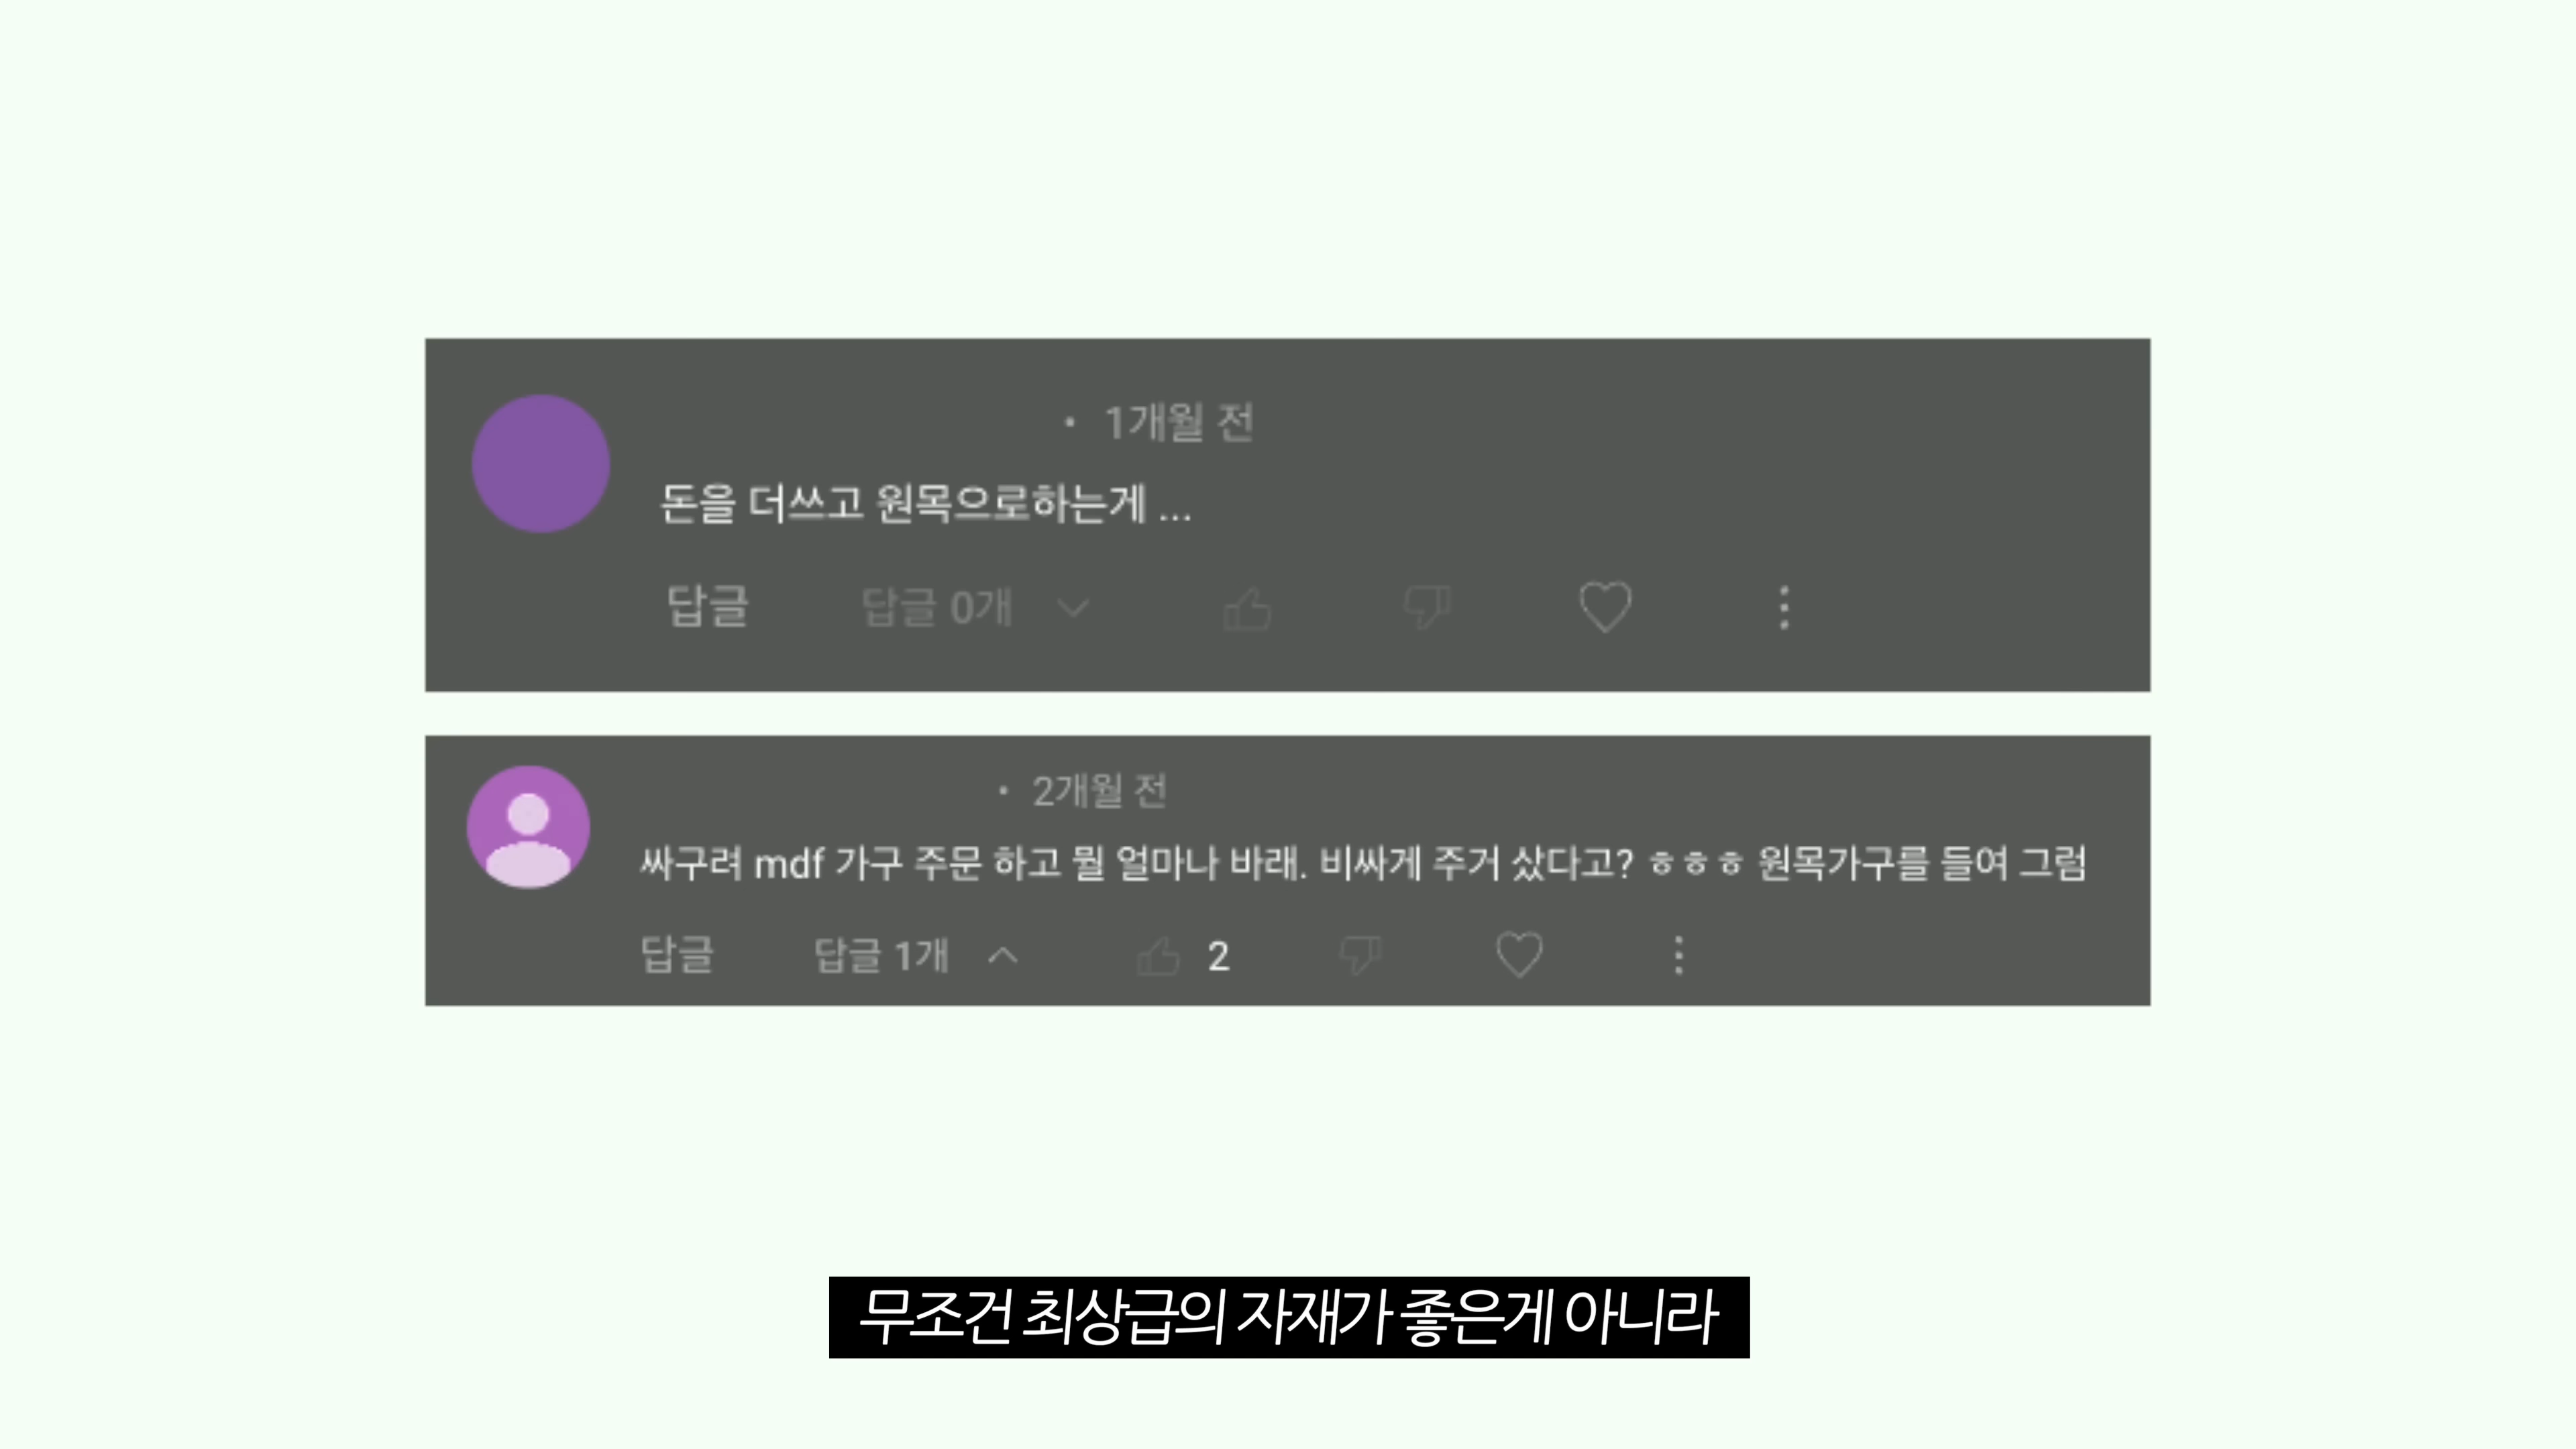 • 1개월 전
돈을 더쓰고 원목으로하는게 ...
답글 답글 0개
• 2개월 전
싸구려 mdf 가구 주문 하고 뭘 얼마나 바래. 비싸게 주거 샀다고? ㅎㅎㅎ 원목가구를 들여 그럼
답글 답글 1개 2
무조건 최상급의 자재가 좋은게 아니라